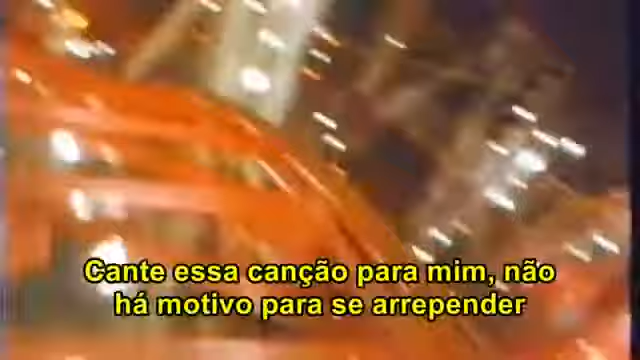 Cante essa canção para mim, não
há motivo para se arrepender